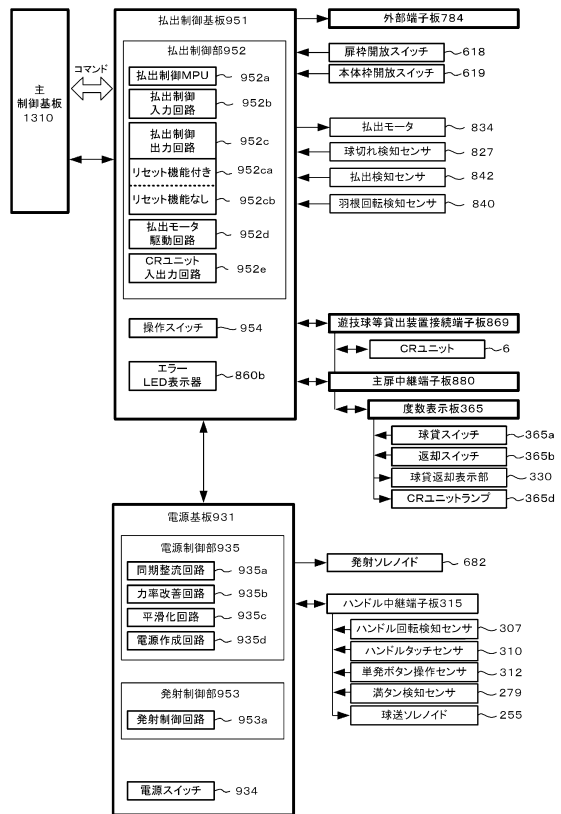 払出制御基板951
外部端子板784
払出制御部952
扉枠開放スイッチ 618
本体枠開放スイッチ 619
コマンド
主
制御基板
1310
払出制御MPU 952a
払出制御
入力回路 952b
払出制御
出力回路 952c
リセット機能付き 952ca
リセット機能なし 952cb
払出モータ
駆動回路 952d
CRユニット
入出力回路 952e
払出モータ 834
球切れ検知センサ 827
払出検知センサ 842
羽根回転検知センサ 840
操作スイッチ 954
エラー
LED表示器 860b
遊技球等貸出装置接続端子板869
CRユニット 6
主扉中継端子板880
度数表示板365
球貸スイッチ 365a
返却スイッチ 365b
球貸返却表示部 330
CRユニットランプ 365d
電源基板931
電源制御部935
同期整流回路 935a
力率改善回路 935b
平滑化回路 935c
電源作成回路 935d
発射ソレノイド 682
ハンドル中継端子板315
ハンドル回転検知センサ 307
ハンドルタッチセンサ 310
単発ボタン操作センサ 312
満タン検知センサ 279
球送ソレノイド 255
発射制御部953
発射制御回路 953a
電源スイッチ 934